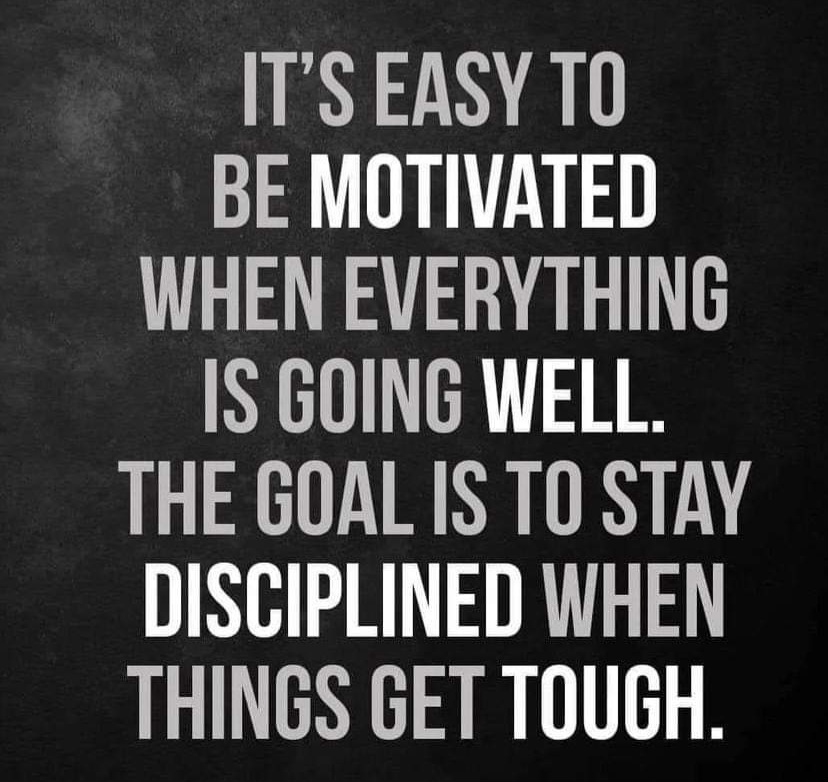 IT'S EASY TO
BE MOTIVATED
WHEN EVERYTHING
IS GOING WELL.
THE GOAL IS TO STAY
DISCIPLINED WHEN
THINGS GET TOUGH.